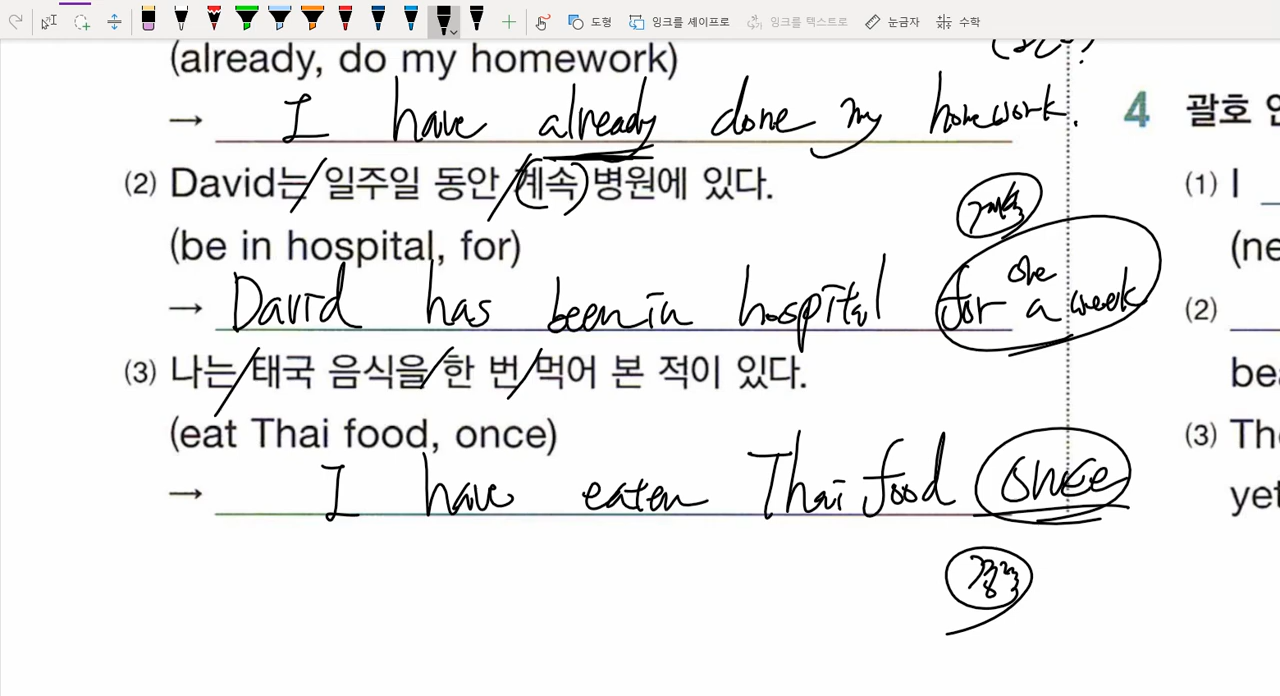 도형 잉크를 셰이프로 잉크를 텍스트로 눈금자 수학
(already, do my homework)
→ I have already done my homework.
(2) David는 일주일 동안 계속 병원에 있다.
(be in hospital, for)
계속
one
→ David has been in hospital for a week
(3) 나는 태국 음식을 한 번 먹어 본 적이 있다.
(eat Thai food, once)
→ I have eaten Thai food once
경험
4 괄호 안
(1) I
(ne
(2)
bea
(3) The
yet